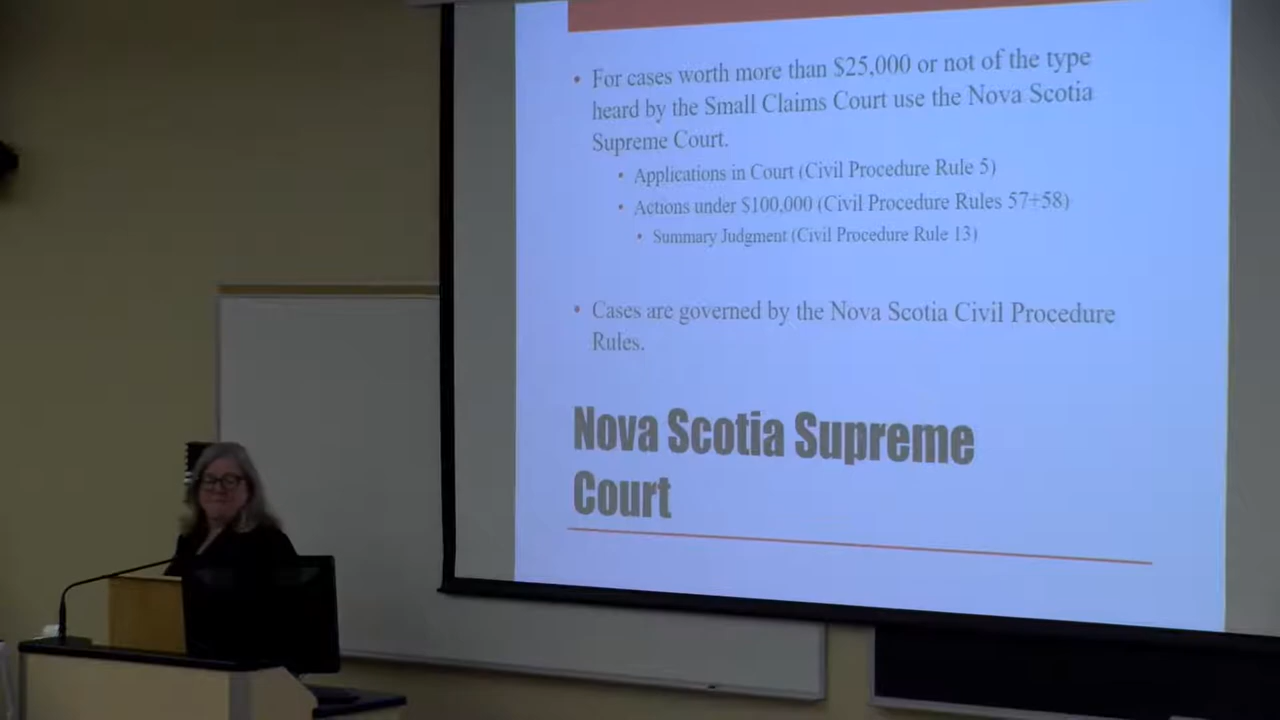 • For cases worth more than $25,000 or not of the type
heard by the Small Claims Court use the Nova Scotia
Supreme Court.
• Applications in Court (Civil Procedure Rule 5)
• Actions under $100,000 (Civil Procedure Rules 57+58)
• Summary Judgment (Civil Procedure Rule 13)
• Cases are governed by the Nova Scotia Civil Procedure
Rules.
Nova Scotia Supreme
Court